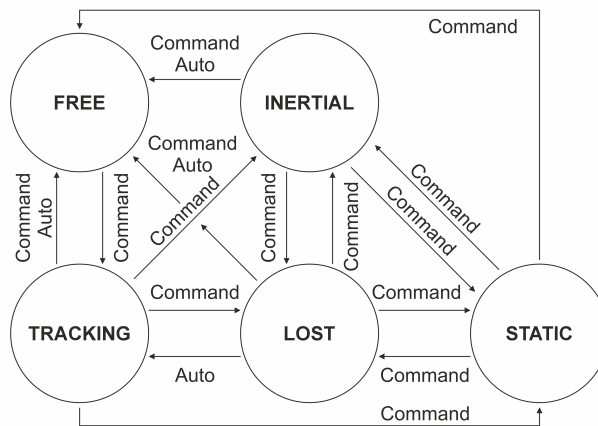 Command
Command
Auto
FREE
INERTIAL
Command
Auto
Command
Auto
Command
Command
Command
Command
Command
Command
Command
Command
TRACKING
LOST
STATIC
Auto
Command
Command